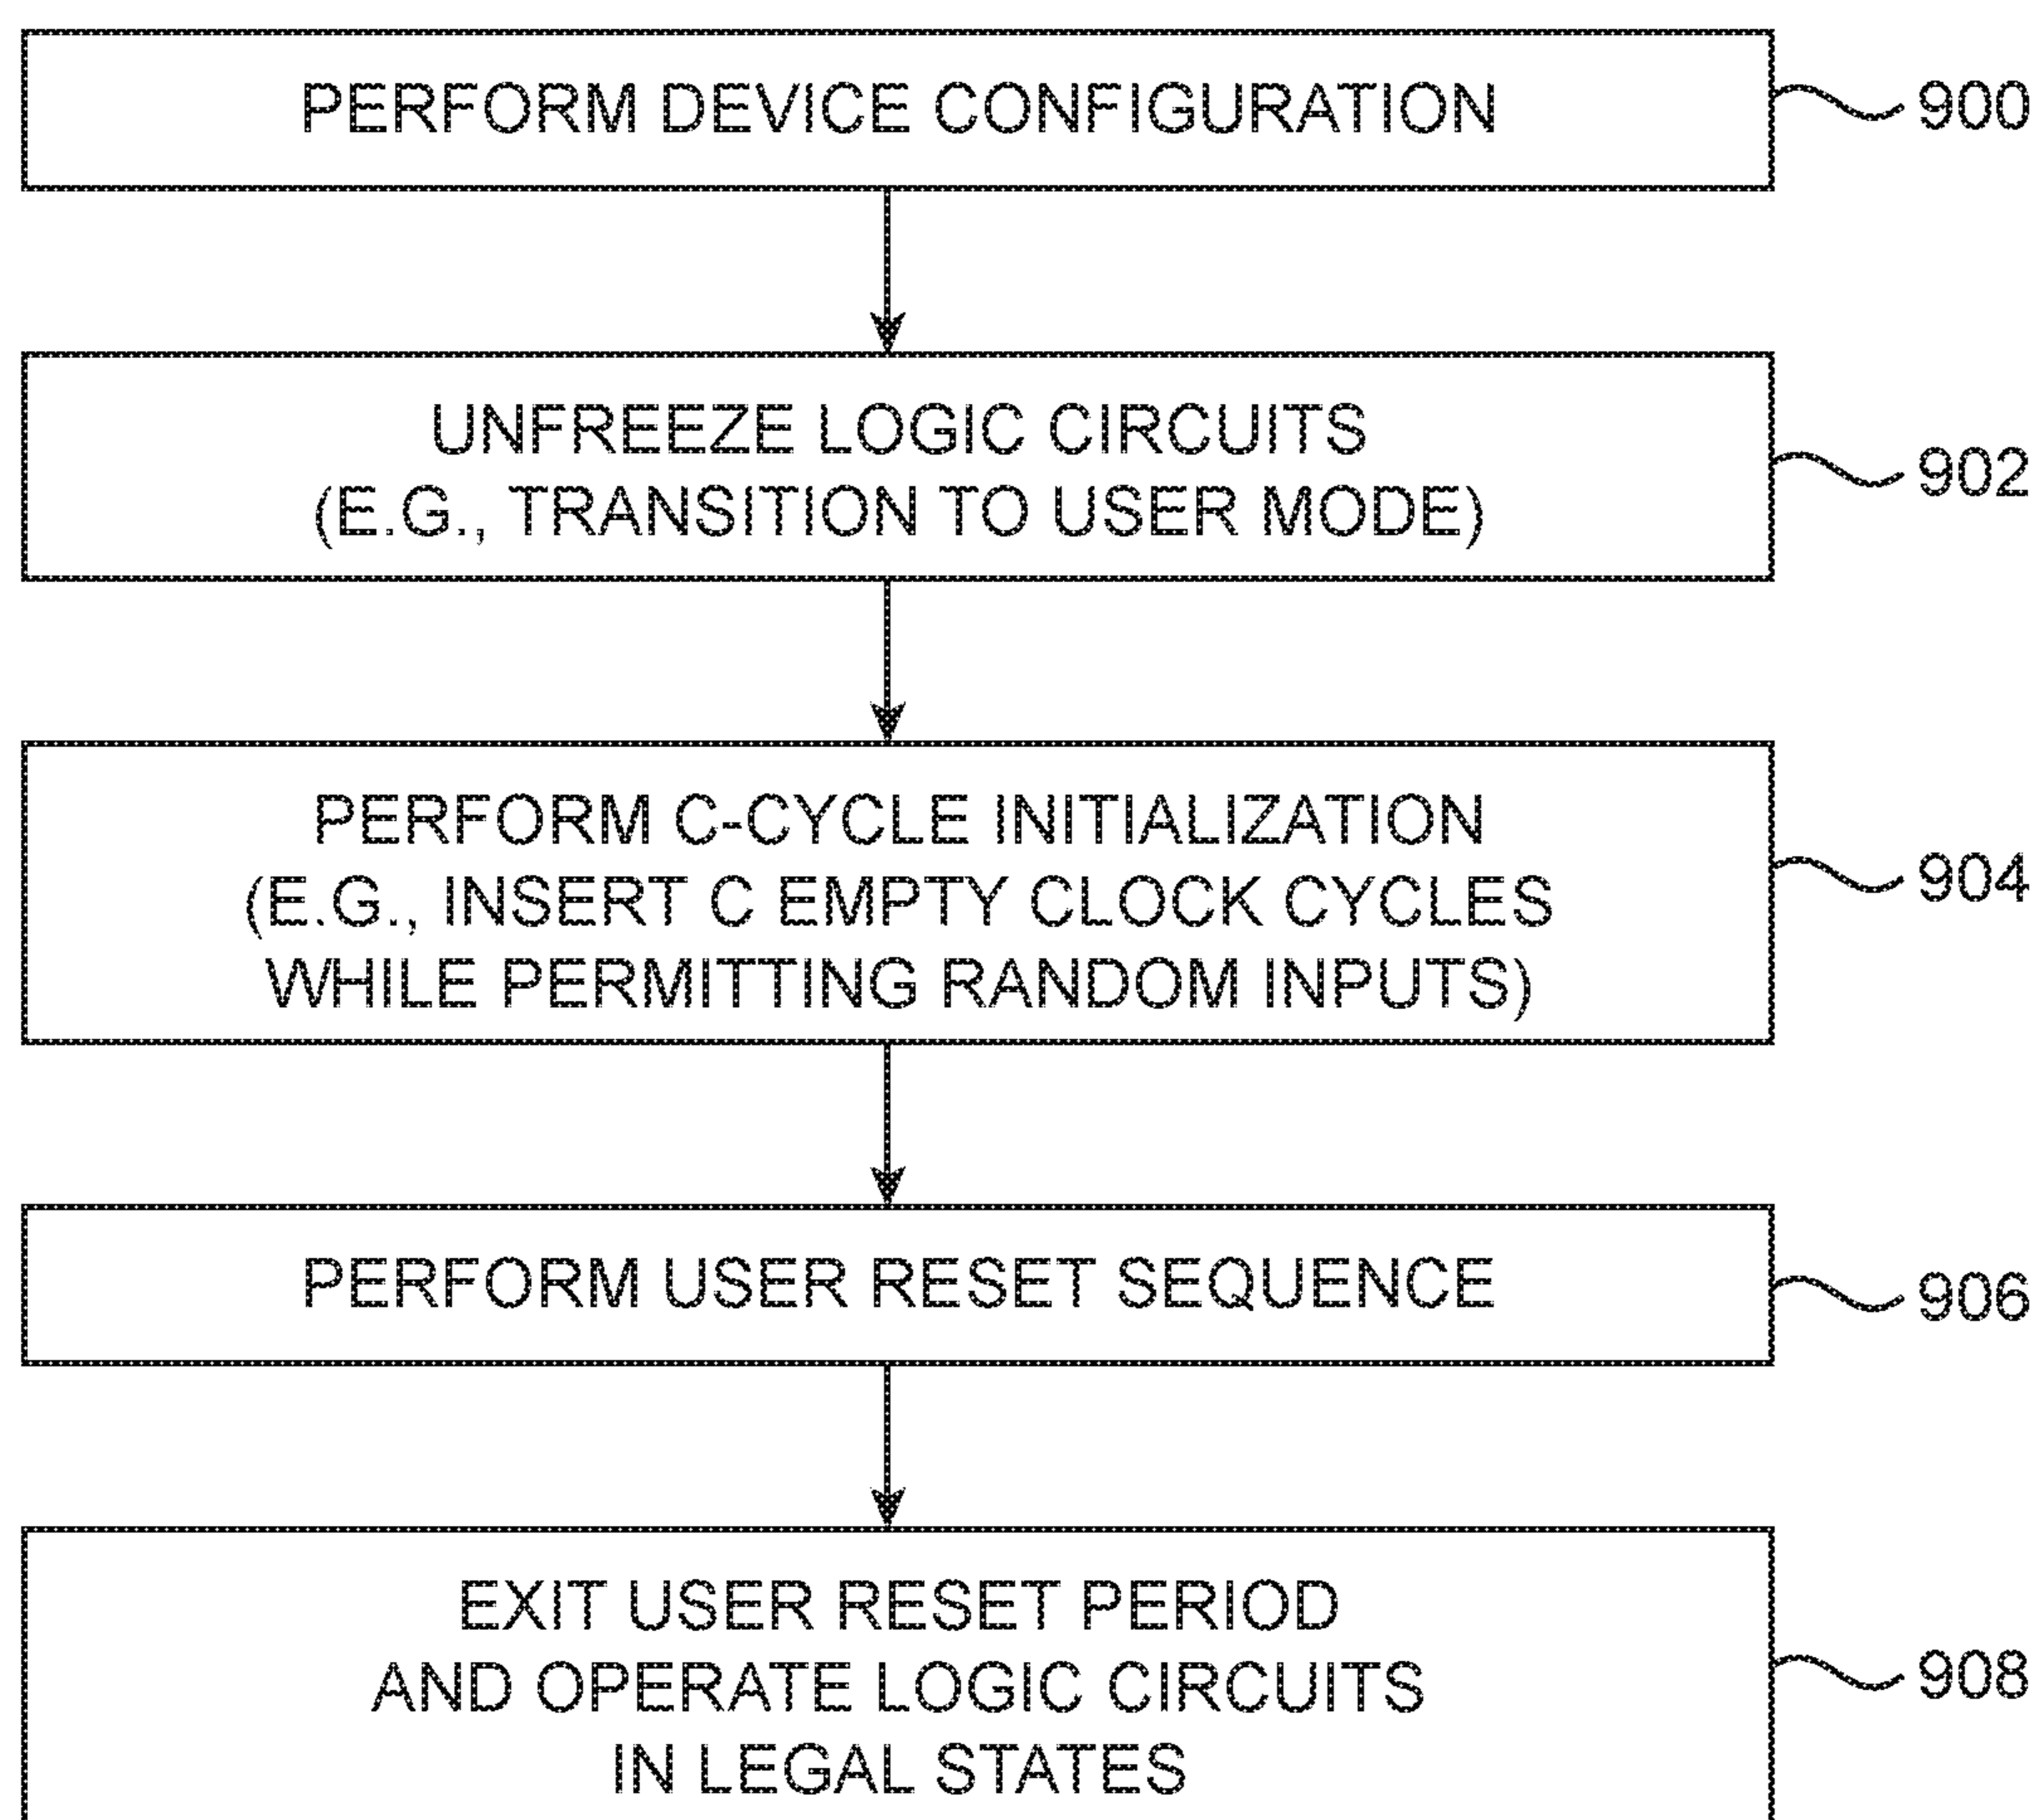 PERFORM DEVICE CONFIGURATION
900
UNFREEZE LOGIC CIRCUITS
(E.G., TRANSITION TO USER MODE)
902
PERFORM C-CYCLE INITIALIZATION
(E.G., INSERT C EMPTY CLOCK CYCLES
WHILE PERMITTING RANDOM INPUTS)
904
PERFORM USER RESET SEQUENCE
906
EXIT USER RESET PERIOD
AND OPERATE LOGIC CIRCUITS
IN LEGAL STATES
908